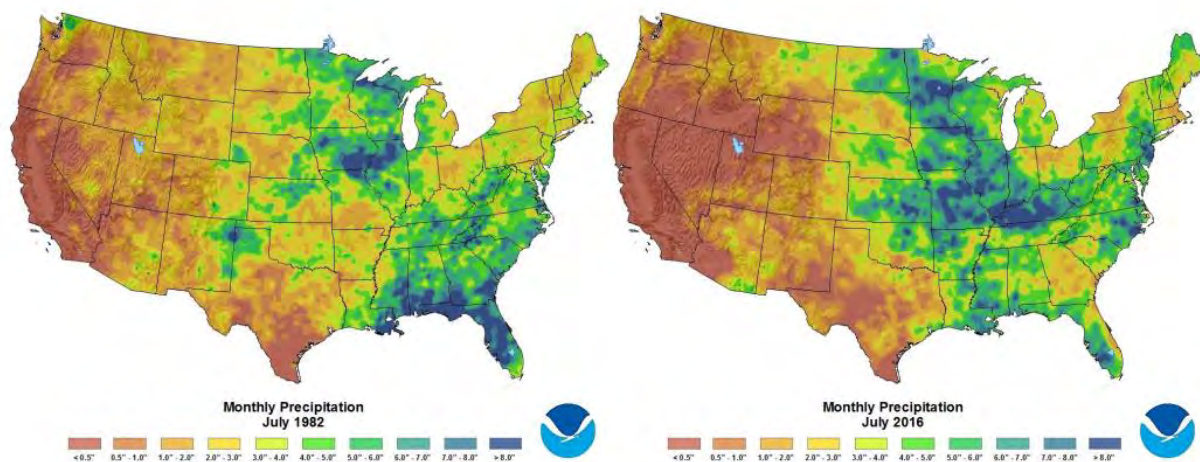 Monthly Precipitation
July 1982
< 0.5" 0.5" - 1.0" 1.0" - 2.0" 2.0" - 3.0" 3.0" - 4.0" 4.0" - 5.0" 5.0" - 6.0" 6.0" - 7.0" 7.0" - 8.0" > 8.0"
Monthly Precipitation
July 2016
< 0.5" 0.5" - 1.0" 1.0" - 2.0" 2.0" - 3.0" 3.0" - 4.0" 4.0" - 5.0" 5.0" - 6.0" 6.0" - 7.0" 7.0" - 8.0" > 8.0"